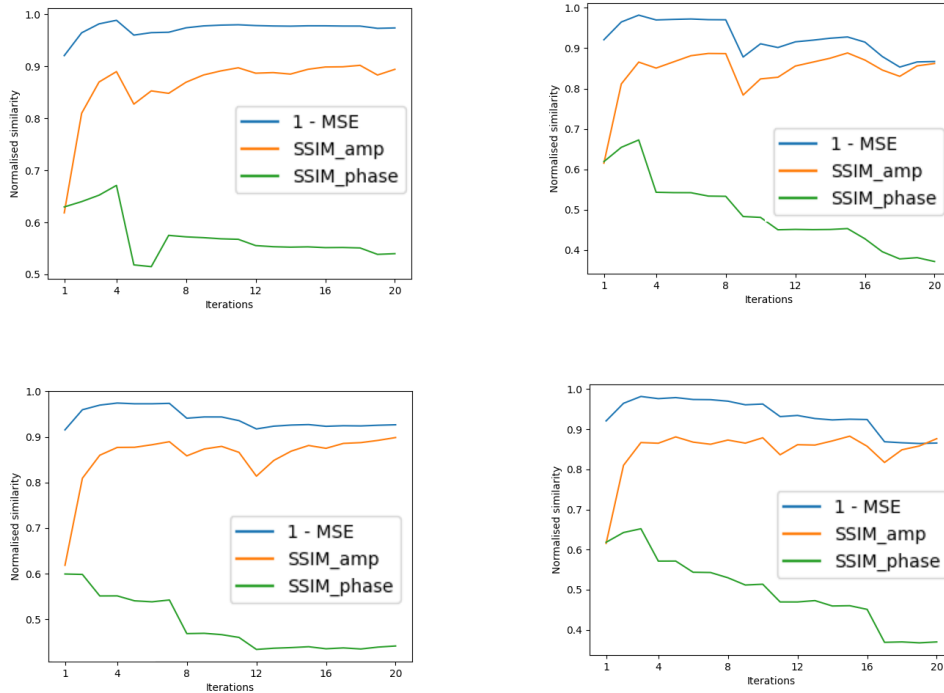 1.0
0.9
0.8
0.7
0.6
0.5
Normalised similarity
1 - MSE
SSIM_amp
SSIM_phase
1 4 8 12 16 20
Iterations
1.0
0.9
0.8
0.7
0.6
0.5
0.4
Normalised similarity
1 - MSE
SSIM_amp
SSIM_phase
1 4 8 12 16 20
Iterations
1.0
0.9
0.8
0.7
0.6
0.5
Normalised similarity
1 - MSE
SSIM_amp
SSIM_phase
1 4 8 12 16 20
Iterations
1.0
0.9
0.8
0.7
0.6
0.5
0.4
Normalised similarity
1 - MSE
SSIM_amp
SSIM_phase
1 4 8 12 16 20
Iterations